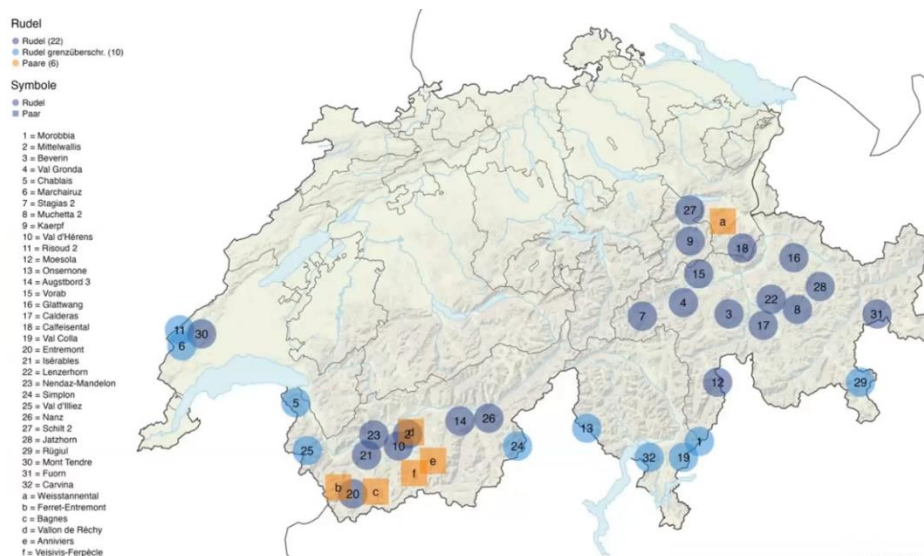 Rudel
Rudel (22)
Rudel grenzüberschr. (10)
Paare (6)
Symbole
Rudel
Paar
1 = Morobbia
2 = Mittelwallis
3 = Beverin
4 = Val Gronda
5 = Chablais
6 = Marchairuz
7 = Stagias 2
8 = Muchetta 2
9 = Kaerpf
10 = Val d'Hérens
11 = Risoud 2
12 = Moesola
13 = Onsernone
14 = Augstbord 3
15 = Vorab
16 = Glattwang
17 = Calderas
18 = Calfeisental
19 = Val Colla
20 = Entremont
21 = Isérables
22 = Lenzerhorn
23 = Nendaz-Mandelon
24 = Simplon
25 = Val d'Illiez
26 = Nanz
27 = Schilt 2
28 = Jatzhorn
29 = Rügiul
30 = Mont Tendre
31 = Fuorn
32 = Carvina
a = Weisstannental
b = Ferret-Entremont
c = Bagnes
d = Vallon de Réchy
e = Anniviers
f = Veisivis-Ferpècle
27
a
9
18
16
15
28
4
22
7
3
8
17
31
11
30
6
12
29
5
14
26
13
23
2
d
10
1
25
21
24
e
32
19
f
b
20
c